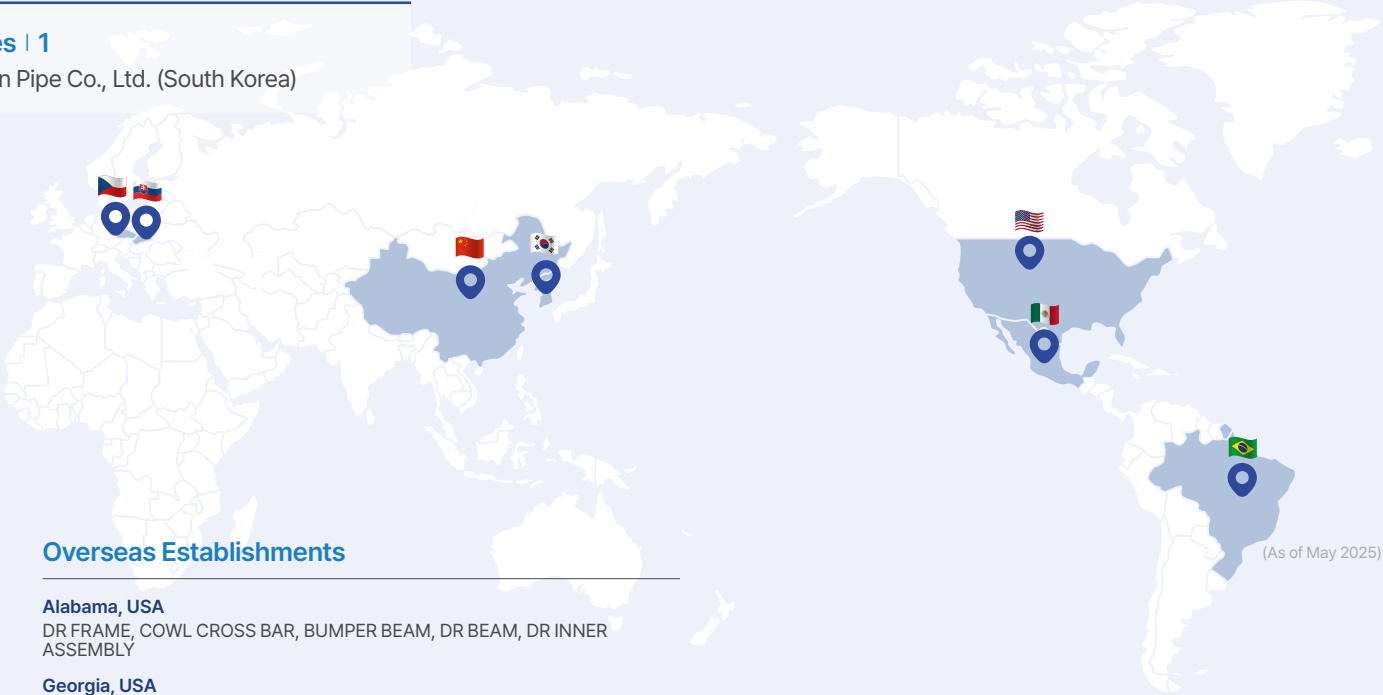 es | 1
n Pipe Co., Ltd. (South Korea)
(As of May 2025)
Overseas Establishments
Alabama, USA
DR FRAME, COWL CROSS BAR, BUMPER BEAM, DR BEAM, DR INNER
ASSEMBLY
Georgia, USA